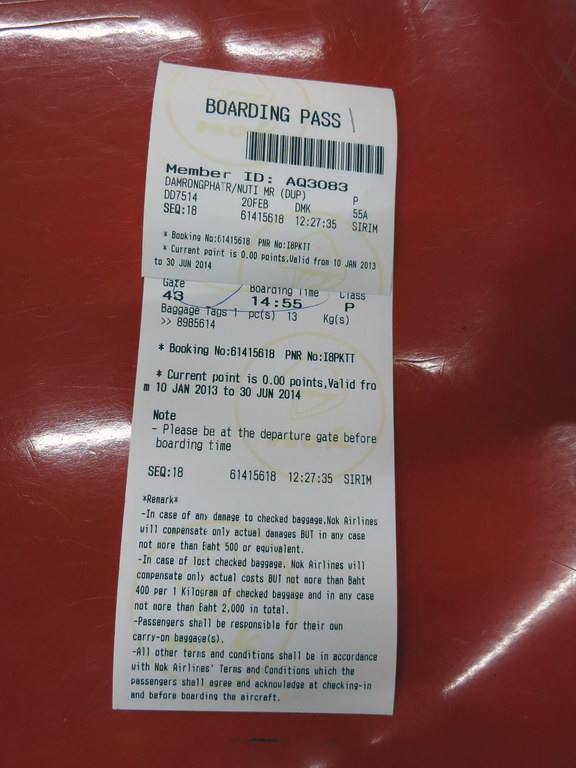 BOARDING PASS
Member ID: AQ3083
DAMRONGPHATR/NUTI MR (DUP) P
DD7514 20FEB DMK 55A
SEQ:18 61415618 12:27:35 SIRIM
* Booking No:61415618 PNR No:I8PKTT
* Current point is 0.00 points,Valid from 10 JAN 2013
to 30 JUN 2014
Gate Boarding Time Class
43 14:55 P
Baggage Tags 1 pc(s) 13 Kg(s)
>> 8985614
* Booking No:61415618 PNR No:I8PKTT
* Current point is 0.00 points,Valid fro
m 10 JAN 2013 to 30 JUN 2014
Note
- Please be at the departure gate before
boarding time
SEQ:18 61415618 12:27:35 SIRIM
*Remark*
-In case of any damage to checked baggage,Nok Airlines
will compensate only actual damages BUT in any case
not more than Baht 500 or equivalent.
-In case of lost checked baggage, Nok Airlines will
compensate only actual costs BUT not more than Baht
400 per 1 Kilogram of checked baggage and in any case
not more than Baht 2,000 in total.
-Passengers shall be responsible for their own
carry-on baggage(s).
-All other terms and conditions shall be in accordance
with Nok Airlines' Terms and Conditions which the
passengers shall agree and acknowledge at checking-in
and before boarding the aircraft.